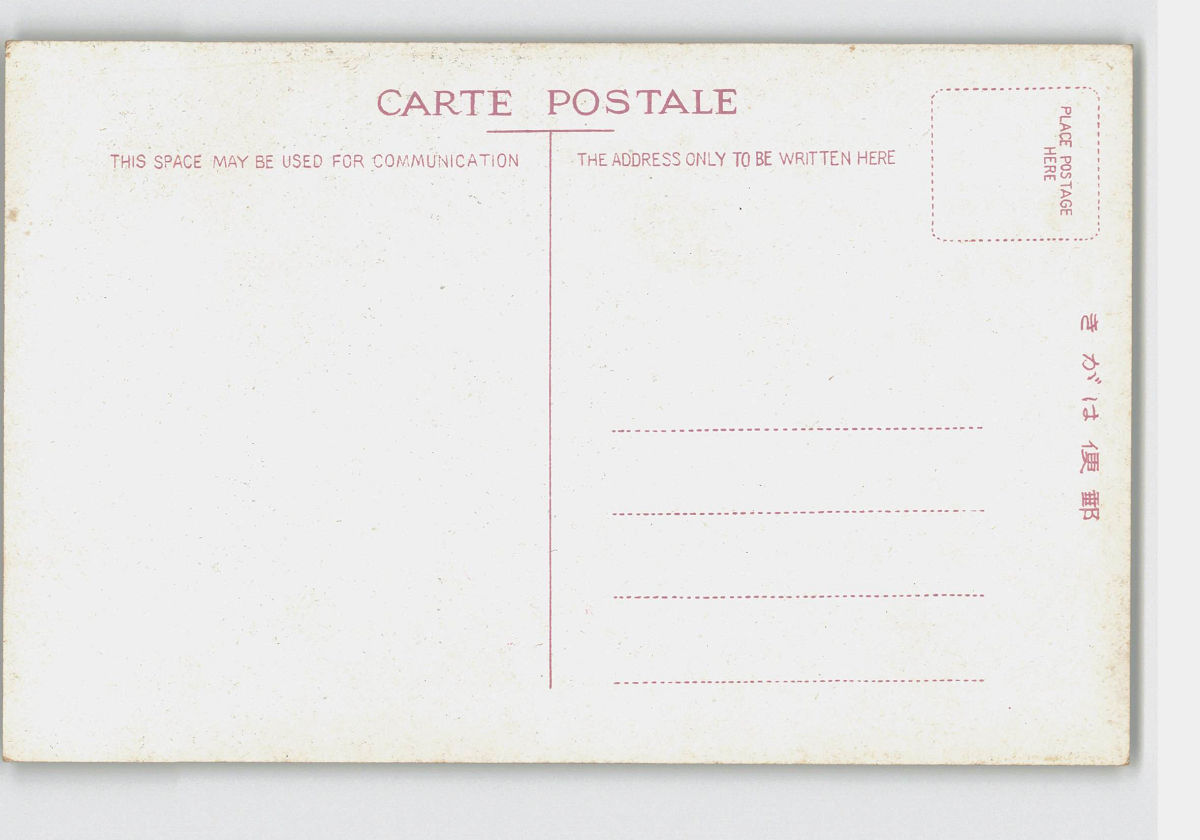 CARTE POSTALE
THIS SPACE MAY BE USED FOR COMMUNICATION
THE ADDRESS ONLY TO BE WRITTEN HERE
PLACE POSTAGE
HERE
きがは便郵